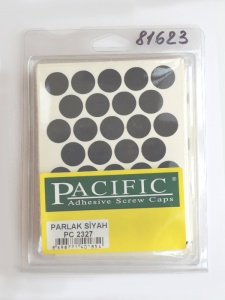 81623
PACIFIC®
Adhesive Screw Caps
PARLAK SİYAH
PC 2327